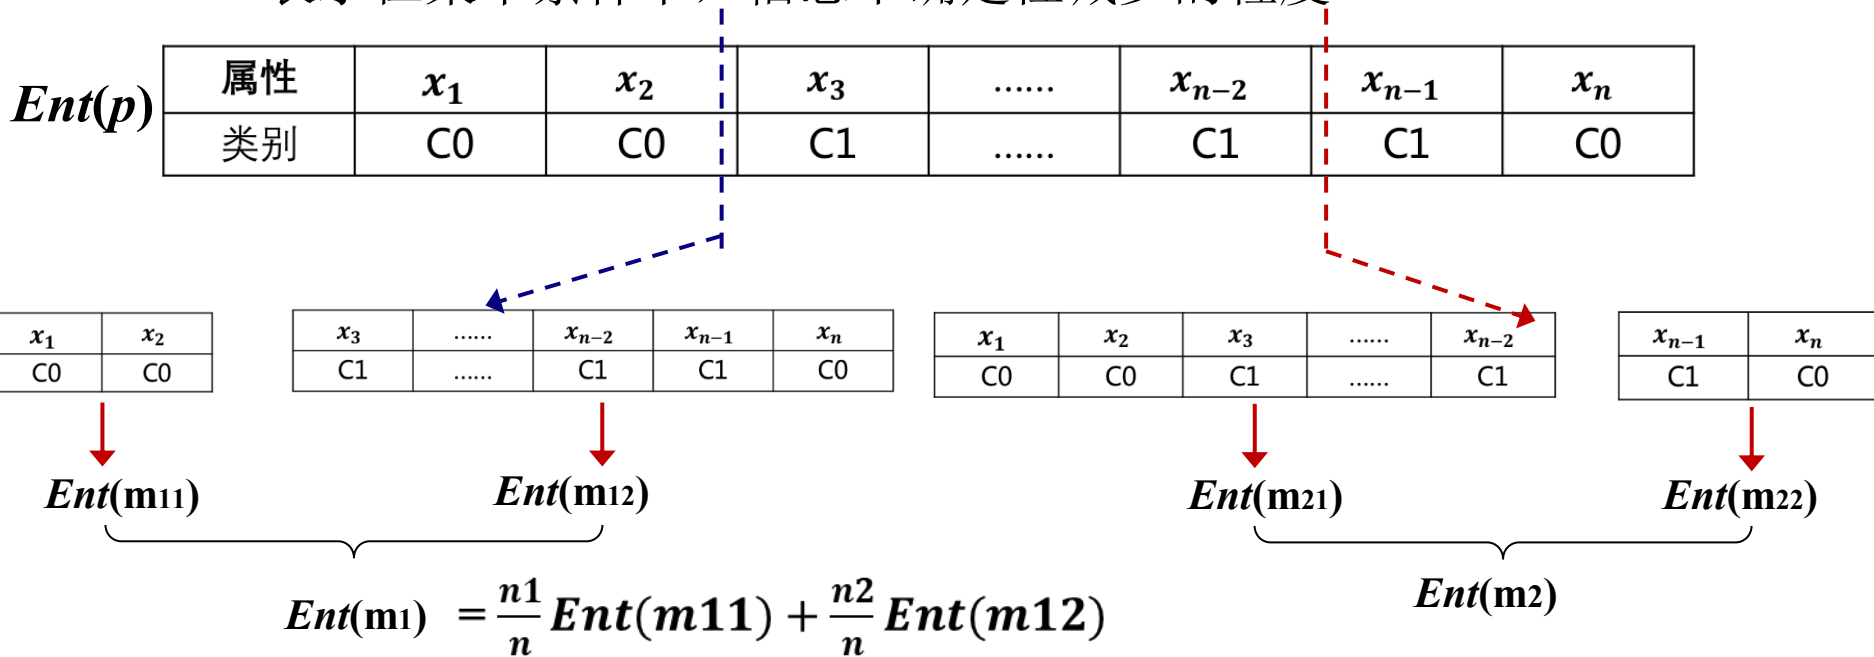 Ent(p)
属性 x1 x2 x3 …… xn−2 xn−1 xn
类别 C0 C0 C1 …… C1 C1 C0
x1 x2
C0 C0
x3 …… xn−2 xn−1 xn
C1 …… C1 C1 C0
x1 x2 x3 …… xn−2
C0 C0 C1 …… C1
xn−1 xn
C1 C0
Ent(m11) Ent(m12) Ent(m21) Ent(m22)
Ent(m1) = n1/n Ent(m11) + n2/n Ent(m12)
Ent(m2)